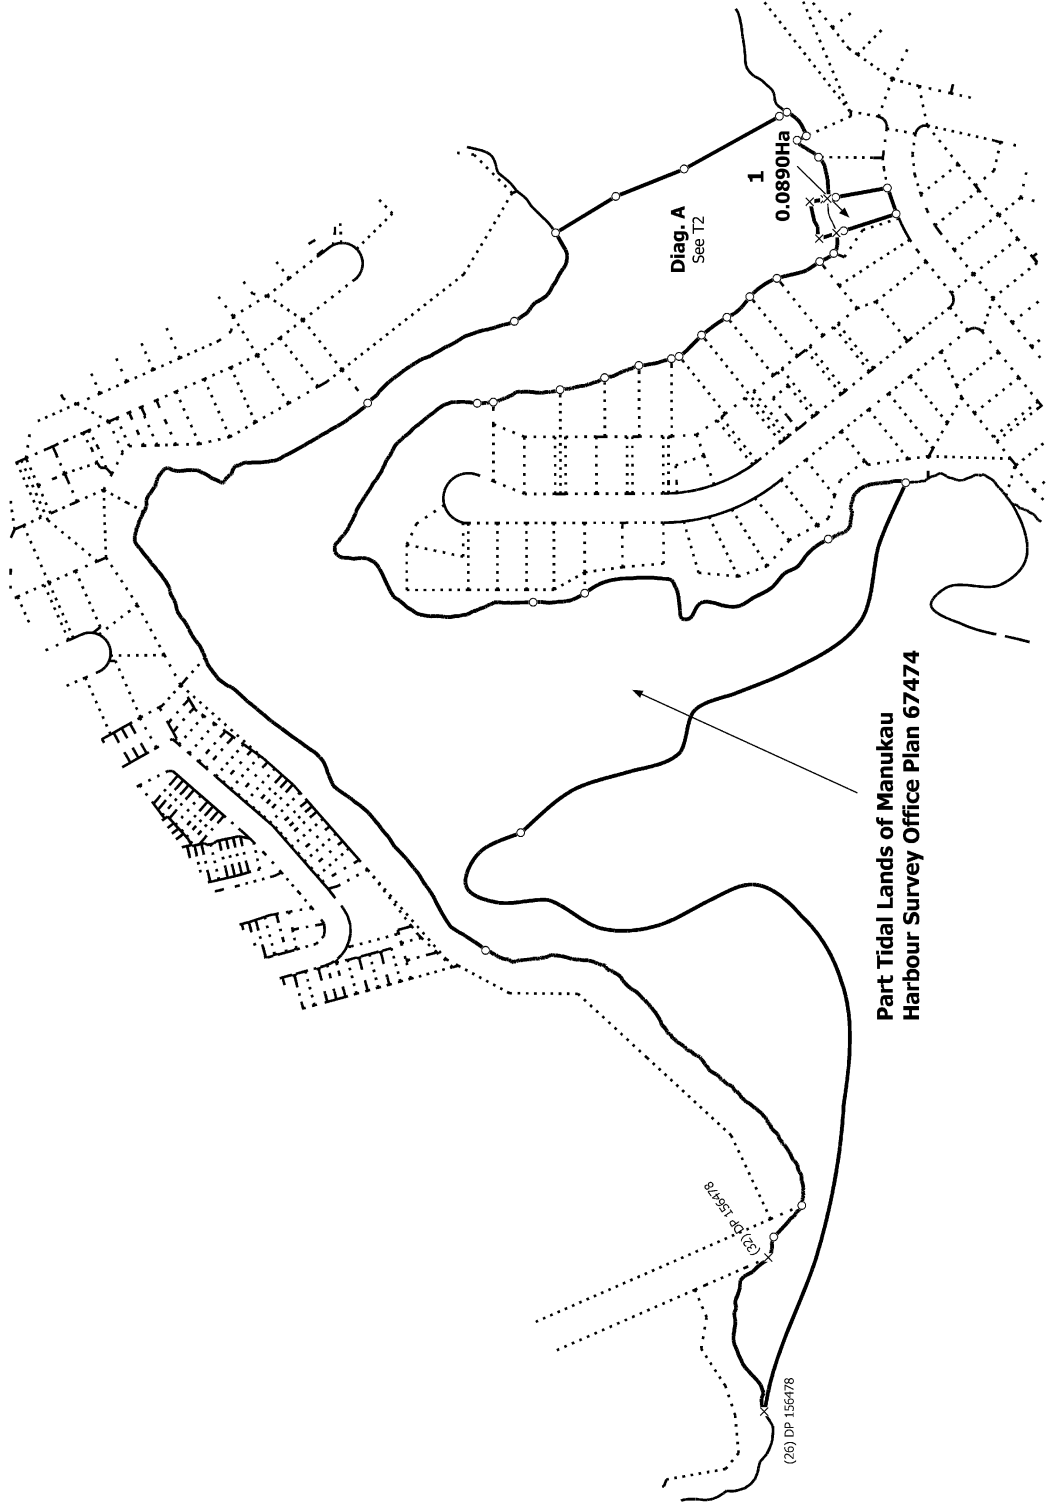 1
0.0890Ha
Diag. A
See T2
Part Tidal Lands of Manukau
Harbour Survey Office Plan 67474
(32) DP 156478
(26) DP 156478